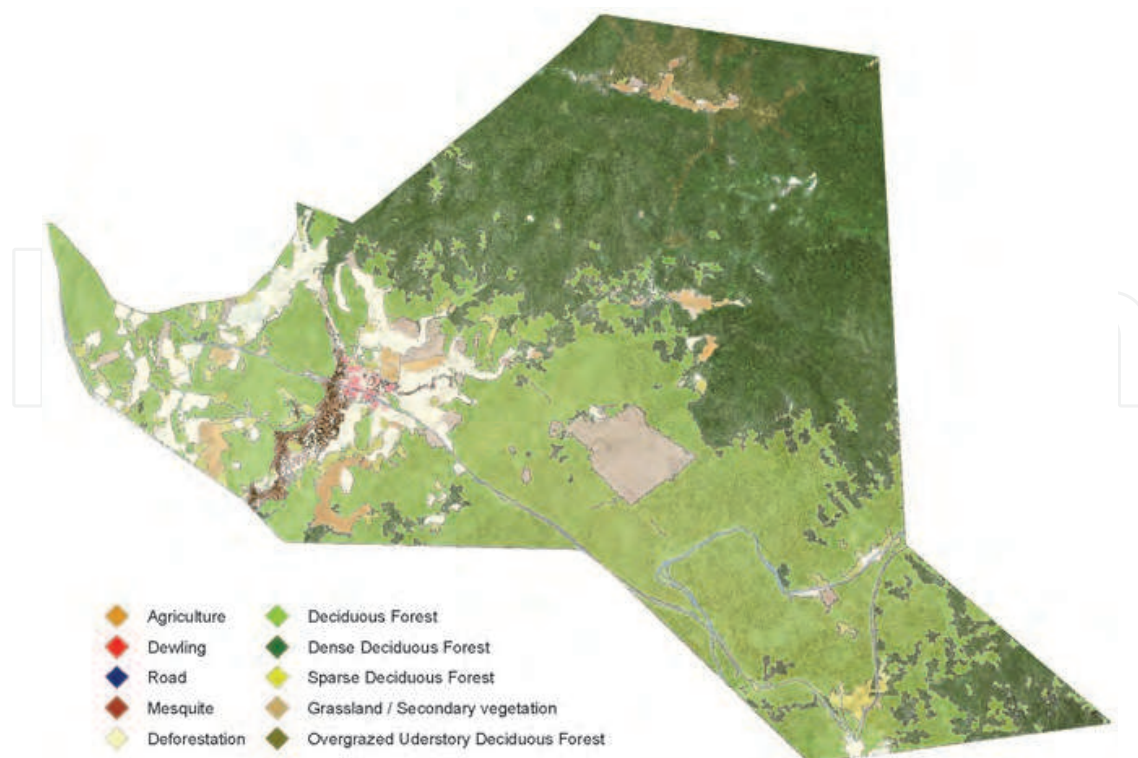 Agriculture
Dewling
Road
Mesquite
Deforestation
Deciduous Forest
Dense Deciduous Forest
Sparse Deciduous Forest
Grassland / Secondary vegetation
Overgrazed Uderstory Deciduous Forest